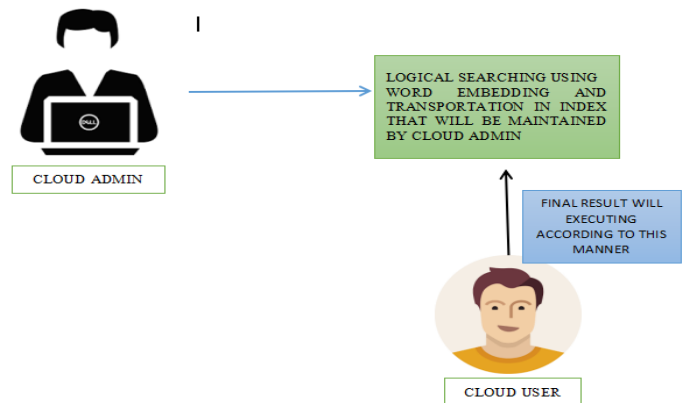 LOGICAL SEARCHING USING
WORD EMBEDDING AND
TRANSPORTATION IN INDEX
THAT WILL BE MAINTAINED
BY CLOUD ADMIN
DELL
CLOUD ADMIN
FINAL RESULT WILL
EXECUTING
ACCORDING TO THIS
MANNER
CLOUD USER